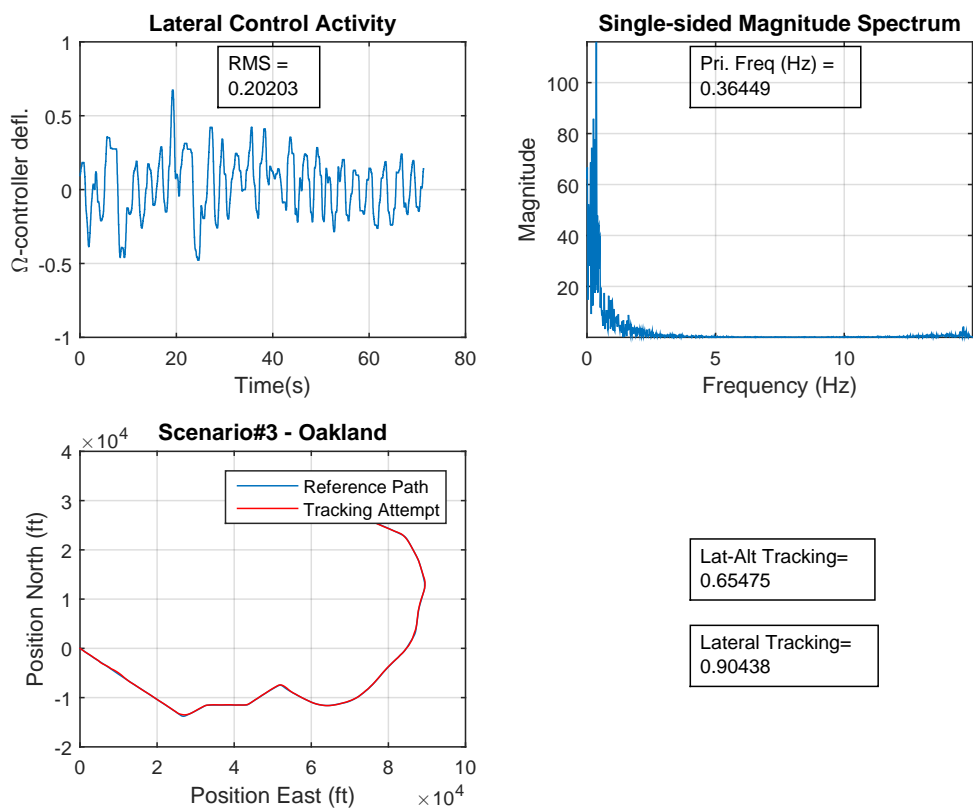 Lateral Control Activity
RMS =
0.20203
1
0.5
0
-0.5
-1
Ω-controller defl.
0
20
40
60
80
Time(s)
Single-sided Magnitude Spectrum
Pri. Freq (Hz) =
0.36449
100
80
60
40
20
Magnitude
0
5
10
Frequency (Hz)
Scenario#3 - Oakland
×10⁴
Reference Path
Tracking Attempt
4
3
2
1
0
-1
-2
Position North (ft)
0
2
4
6
8
10
Position East (ft)
×10⁴
Lat-Alt Tracking=
0.65475
Lateral Tracking=
0.90438